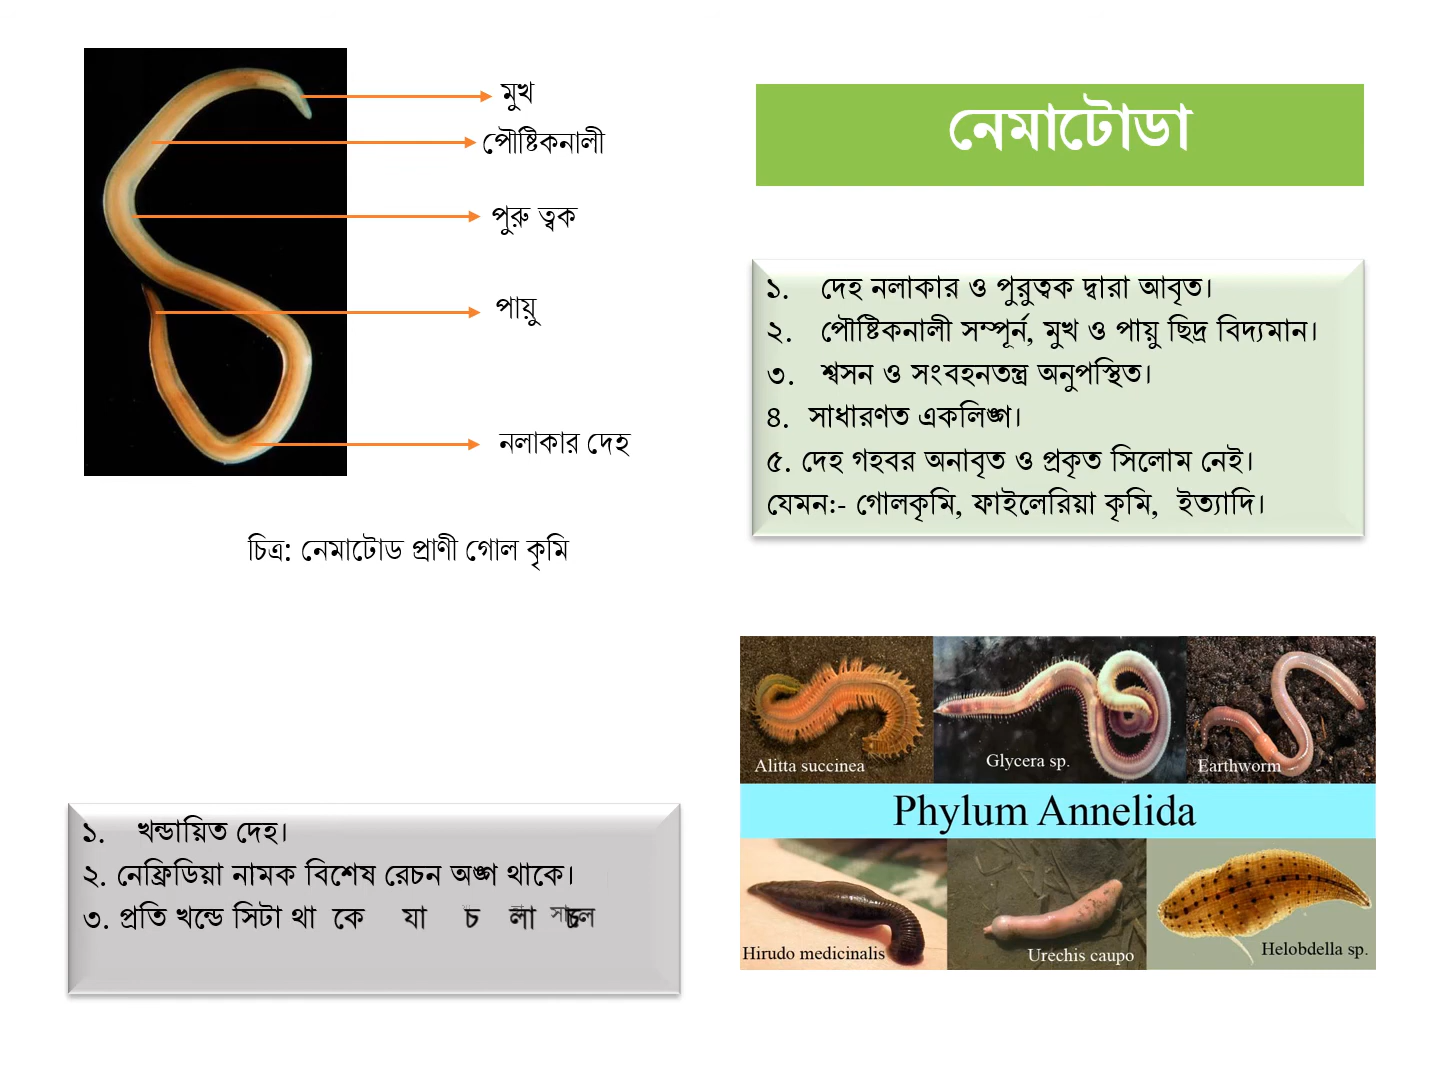 মুখ
পৌষ্টিকনালী
পুরু ত্বক
পায়ু
নলাকার দেহ
চিত্র: নেমাটোড প্রাণী গোল কৃমি
নেমাটোডা
১. দেহ নলাকার ও পুরুত্বক দ্বারা আবৃত।
২. পৌষ্টিকনালী সম্পূর্ন, মুখ ও পায়ু ছিদ্র বিদ্যমান।
৩. শ্বসন ও সংবহনতন্ত্র অনুপস্থিত।
৪. সাধারণত একলিঙ্গ।
৫. দেহ গহবর অনাবৃত ও প্রকৃত সিলোম নেই।
যেমন:- গোলকৃমি, ফাইলেরিয়া কৃমি, ইত্যাদি।
Alitta succinea
Glycera sp.
Earthworm
Phylum Annelida
Hirudo medicinalis
Urechis caupo
Helobdella sp.
১. খন্ডায়িত দেহ।
২. নেফ্রিডিয়া নামক বিশেষ রেচন অঙ্গ থাকে।
৩. প্রতি খন্ডে সিটা থা কে যা